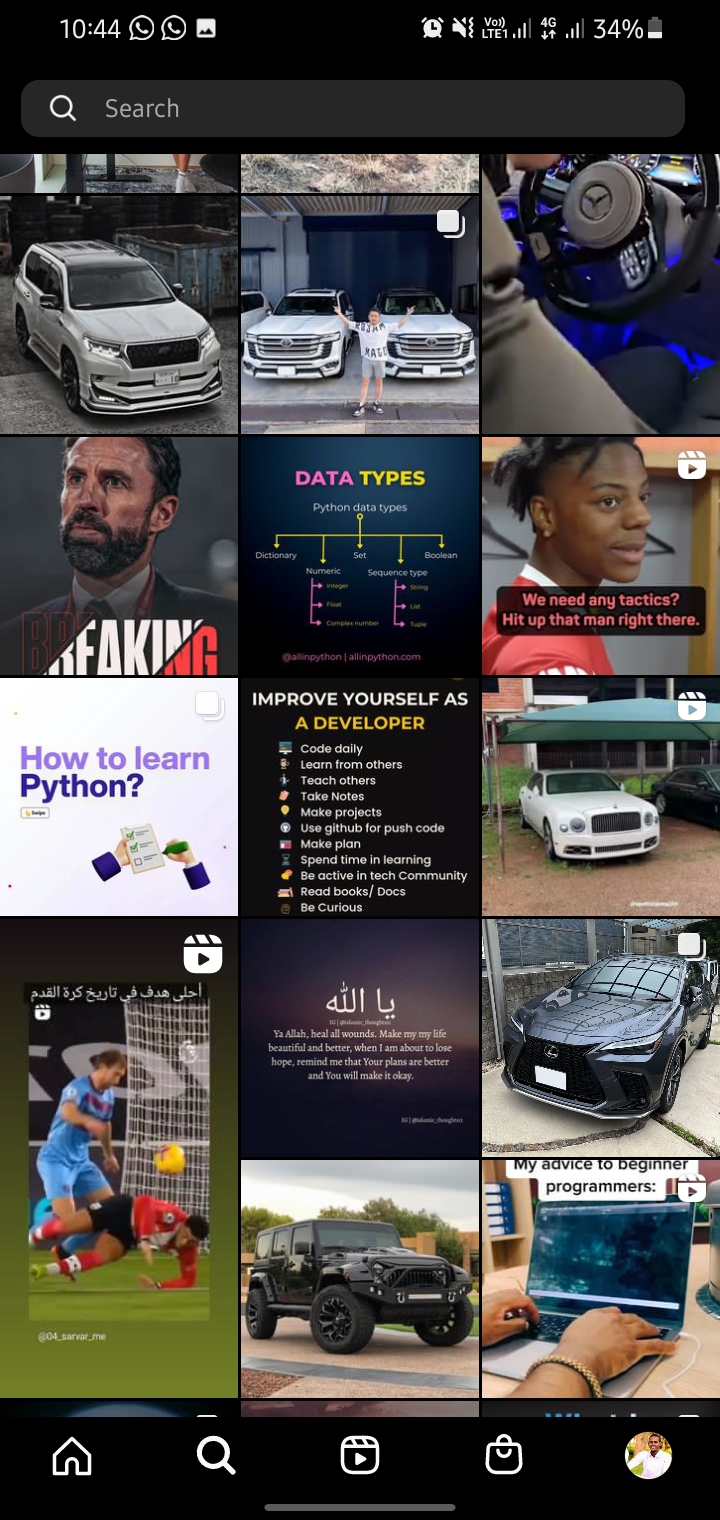 10:44
Vo))
LTE1
4G
34%
Search
DATA TYPES
Python data types
Dictionary
Set
Boolean
Numeric
Sequence type
Integer
String
Float
List
Complex number
Tuple
@allinpython | allinpython.com
BREAKING
We need any tactics?
Hit up that man right there.
How to learn
Python?
Swipe
IMPROVE YOURSELF AS
A DEVELOPER
Code daily
Learn from others
Teach others
Take Notes
Make projects
Use github for push code
Make plan
Spend time in learning
Be active in tech Community
Read books/ Docs
Be Curious
أحلى هدف في تاريخ كرة القدم
@04_sarvar_me
يا الله
Ya Allah, heal all wounds. Make my my life
beautiful and better, when I am about to lose
hope, remind me that Your plans are better
and You will make it okay.
My advice to beginner
programmers: